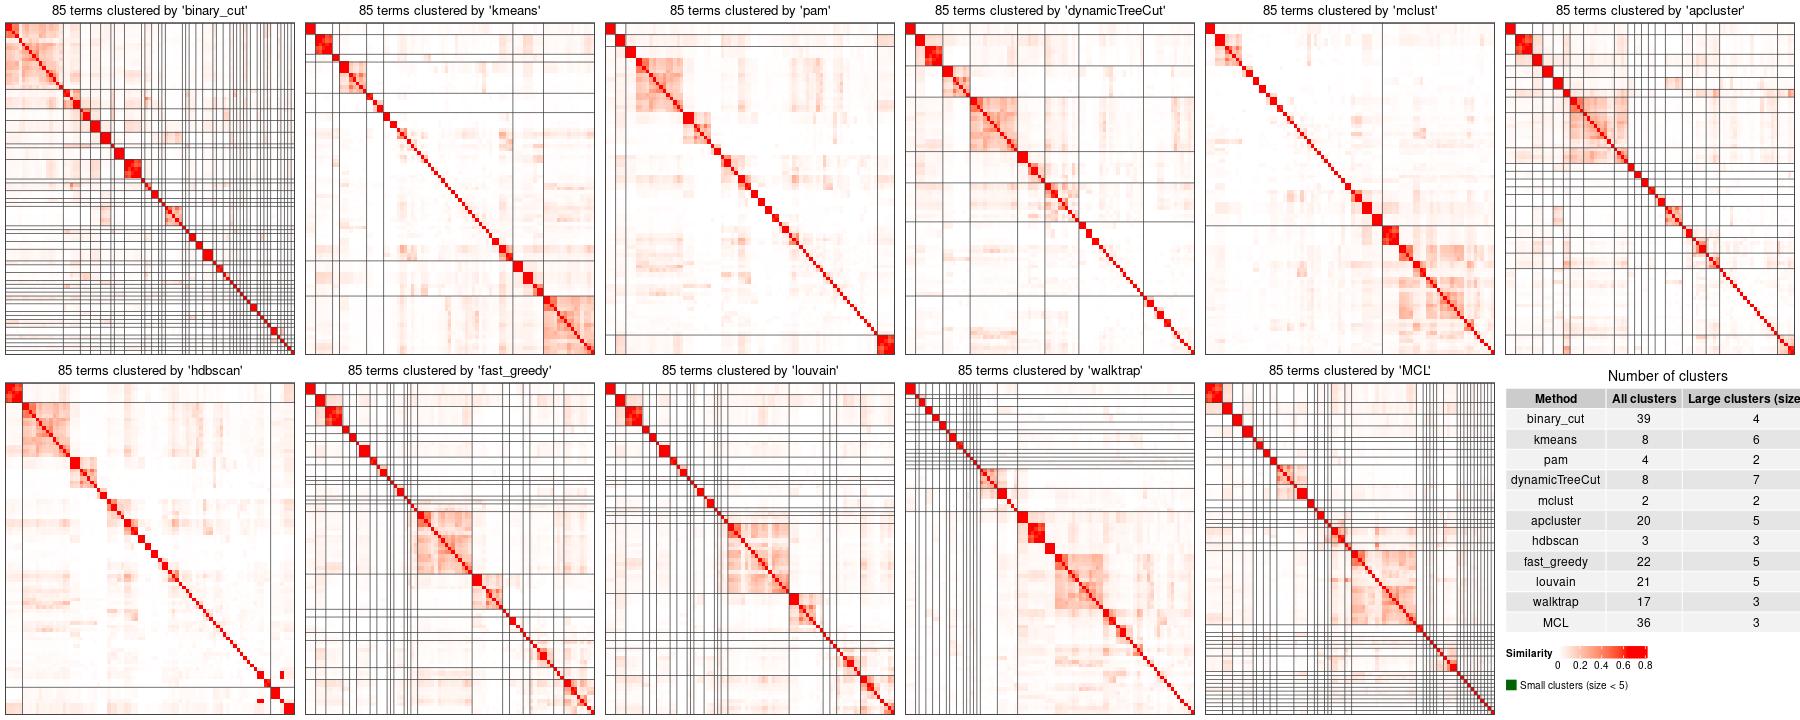 85 terms clustered by 'binary_cut'
85 terms clustered by 'kmeans'
85 terms clustered by 'pam'
85 terms clustered by 'dynamicTreeCut'
85 terms clustered by 'mclust'
85 terms clustered by 'apcluster'
85 terms clustered by 'hdbscan'
85 terms clustered by 'fast_greedy'
85 terms clustered by 'louvain'
85 terms clustered by 'walktrap'
85 terms clustered by 'MCL'
Number of clusters
Method All clusters Large clusters (size
binary_cut 39 4
kmeans 8 6
pam 4 2
dynamicTreeCut 8 7
mclust 2 2
apcluster 20 5
hdbscan 3 3
fast_greedy 22 5
louvain 21 5
walktrap 17 3
MCL 36 3
Similarity
0 0.2 0.4 0.6 0.8
Small clusters (size < 5)